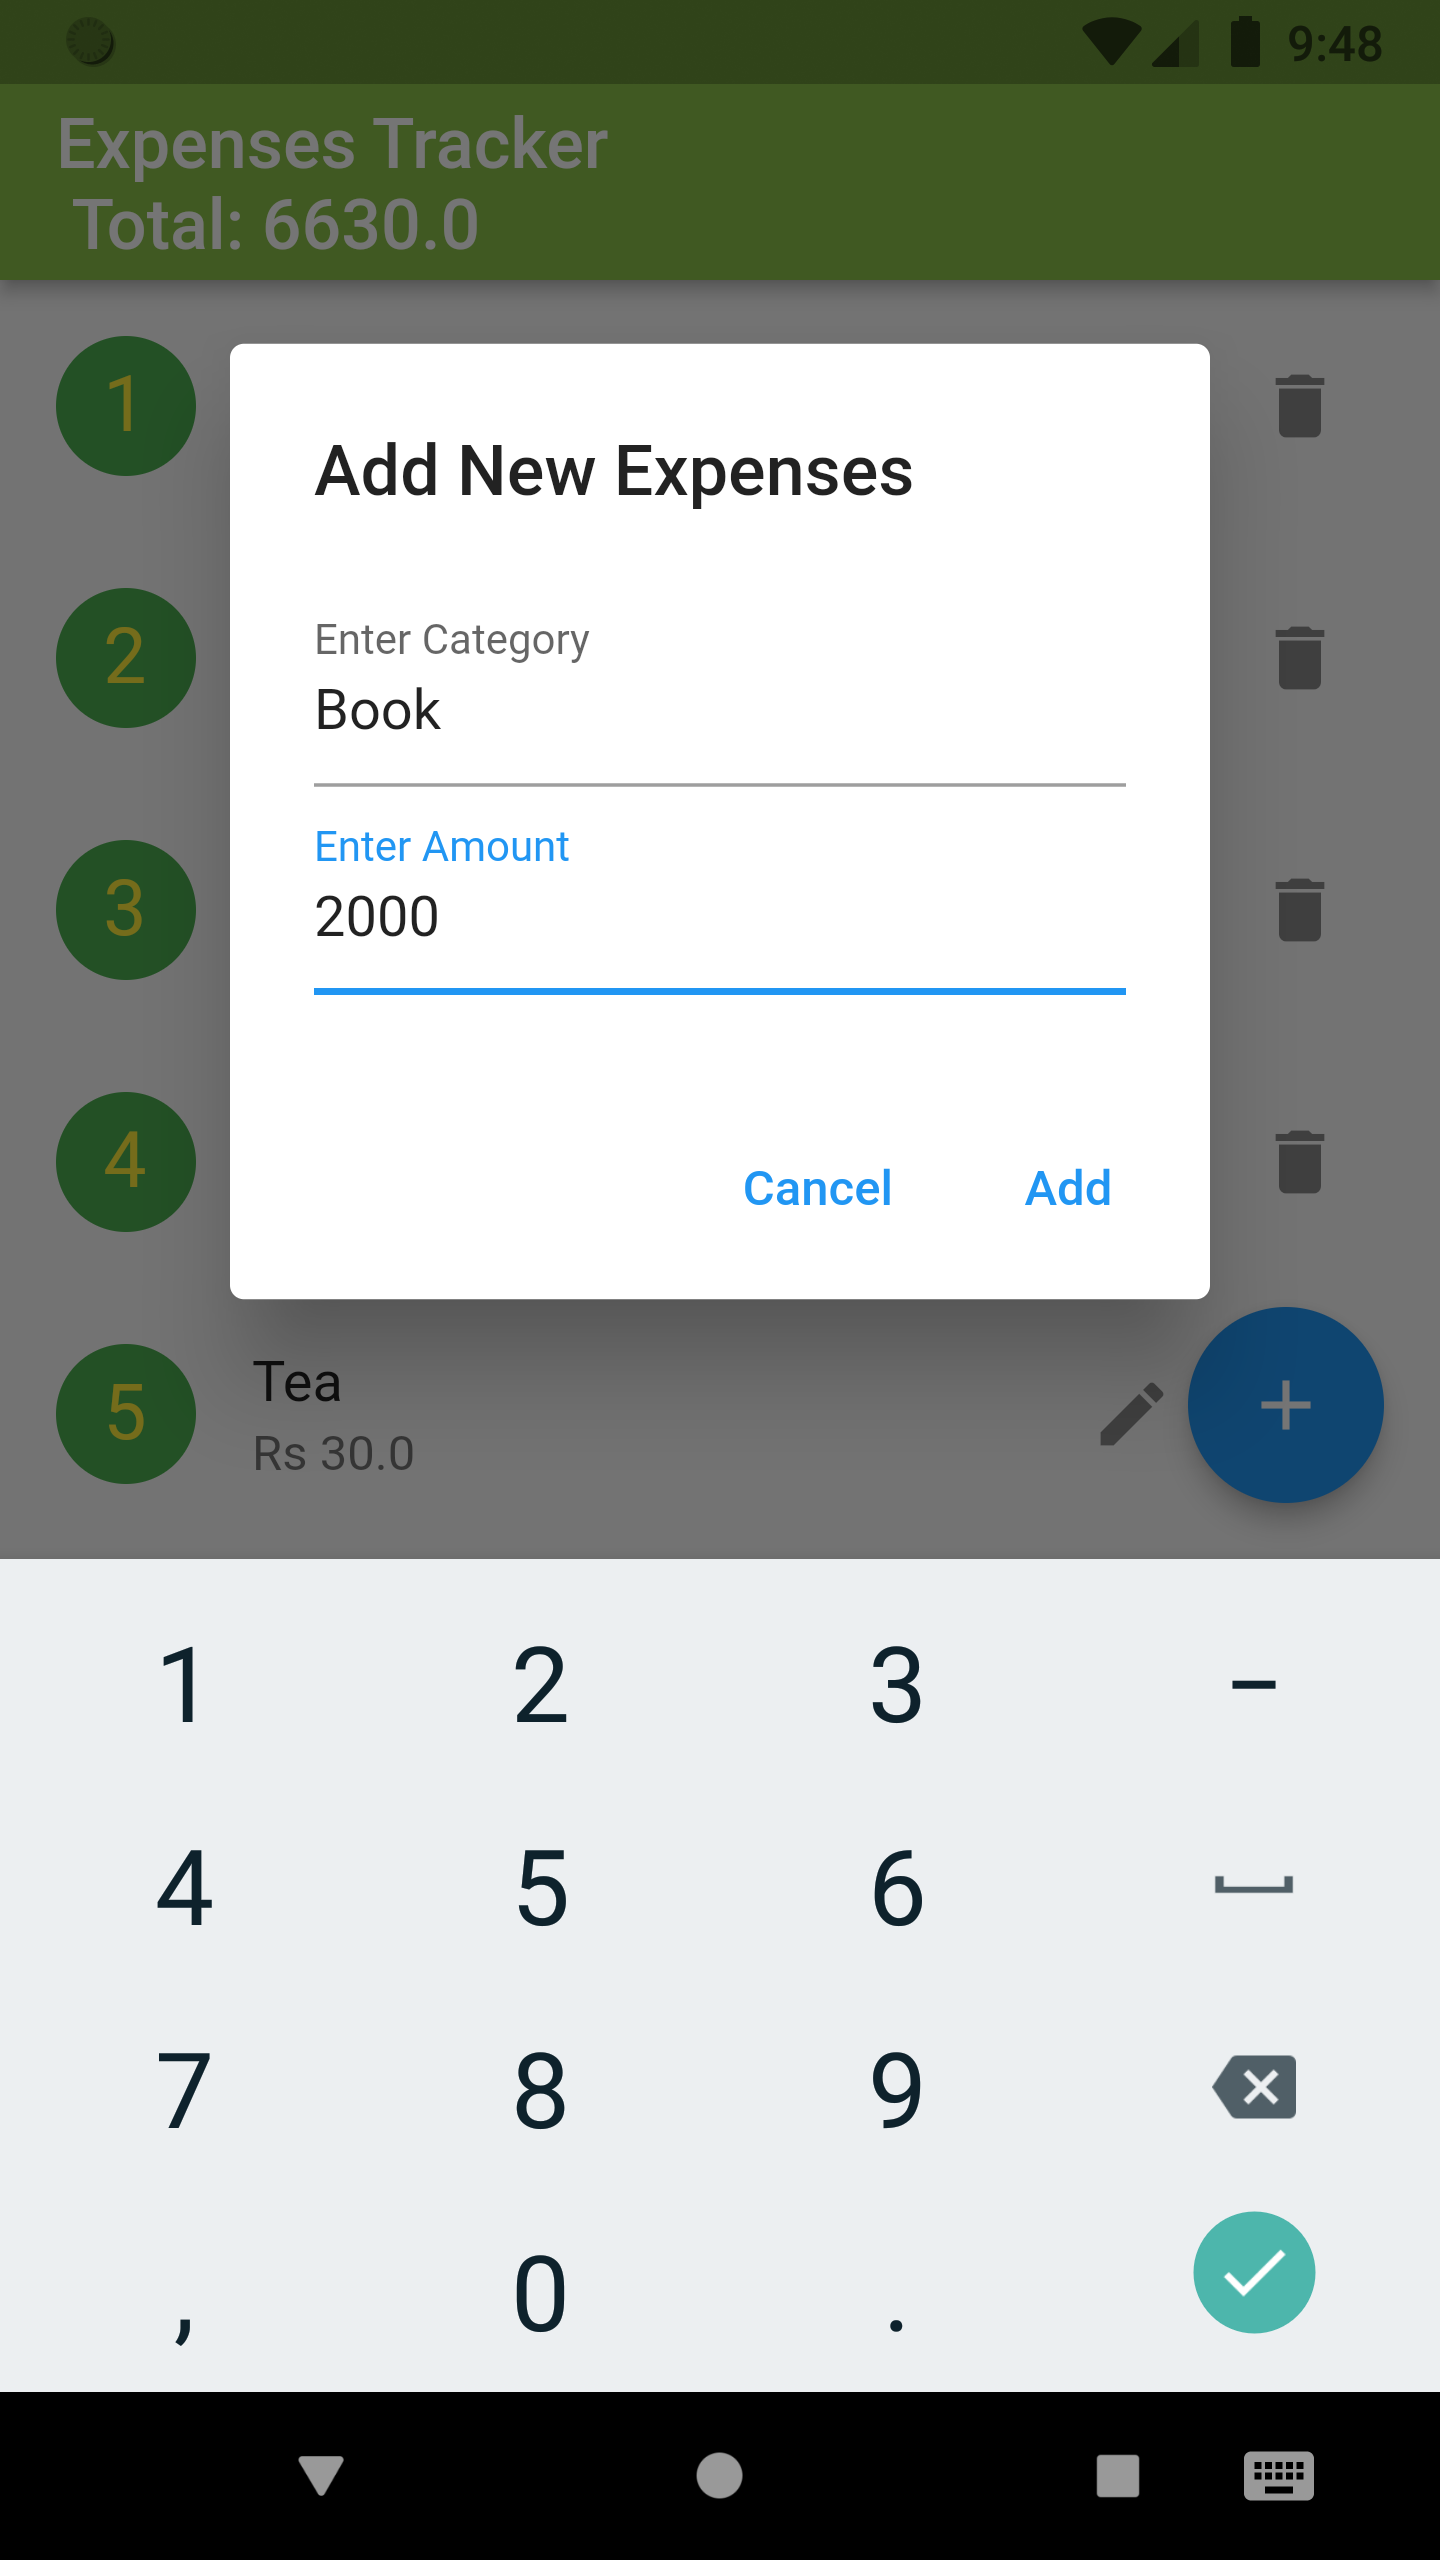 9:48
Expenses Tracker
Total: 6630.0
1
2
3
4
Add New Expenses
Enter Category
Book
Enter Amount
2000
Cancel Add
5
Tea
Rs 30.0
+
1 2 3 –
4 5 6
7 8 9
, 0 .